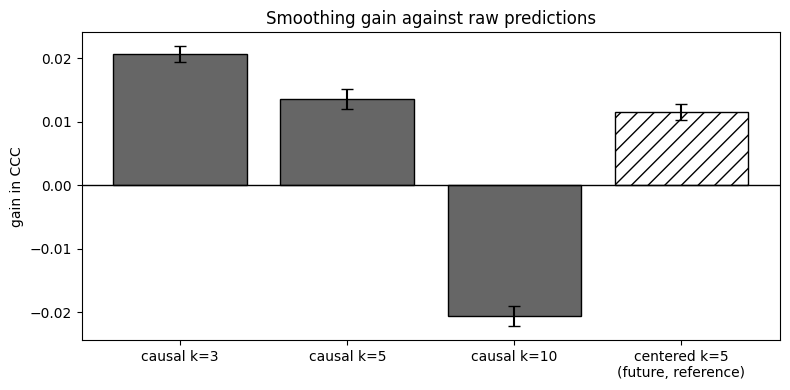 Smoothing gain against raw predictions
gain in CCC
0.02
0.01
0.00
−0.01
−0.02
causal k=3
causal k=5
causal k=10
centered k=5
(future, reference)